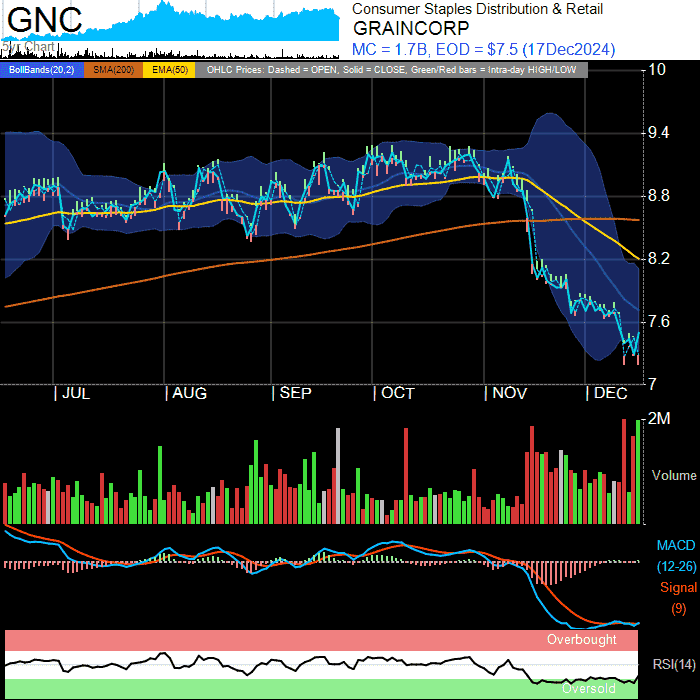 GNC
5yr Chart
Consumer Staples Distribution & Retail
GRAINCORP
MC = 1.7B, EOD = $7.5 (17Dec2024)
BollBands(20,2) SMA(200) EMA(50) OHLC Prices: Dashed = OPEN, Solid = CLOSE, Green/Red bars = Intra-day HIGH/LOW
10
9.4
8.8
8.2
7.6
7
JUL AUG SEP OCT NOV DEC
2M
Volume
MACD
(12-26)
Signal
(9)
Overbought
RSI(14)
Oversold